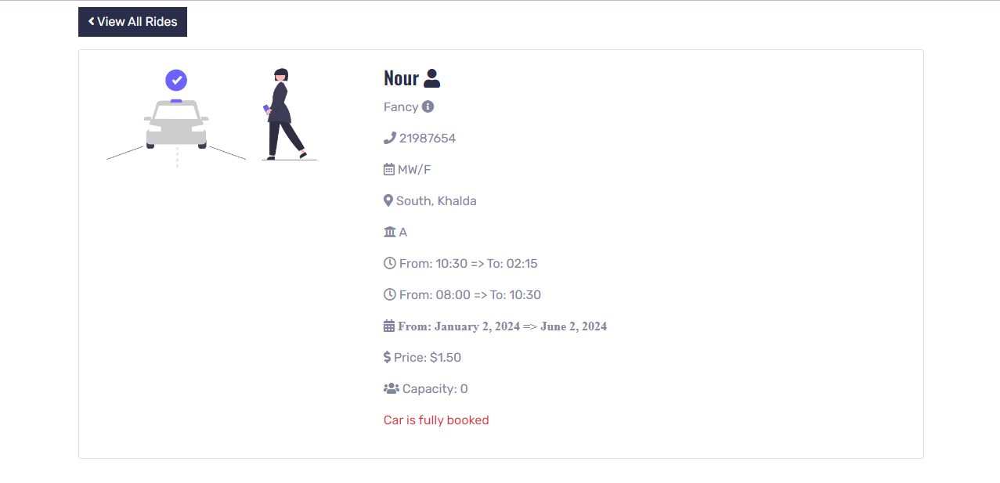 View All Rides
Nour
Fancy
21987654
MW/F
South, Khalda
A
From: 10:30 => To: 02:15
From: 08:00 => To: 10:30
From: January 2, 2024 => June 2, 2024
Price: $1.50
Capacity: 0
Car is fully booked